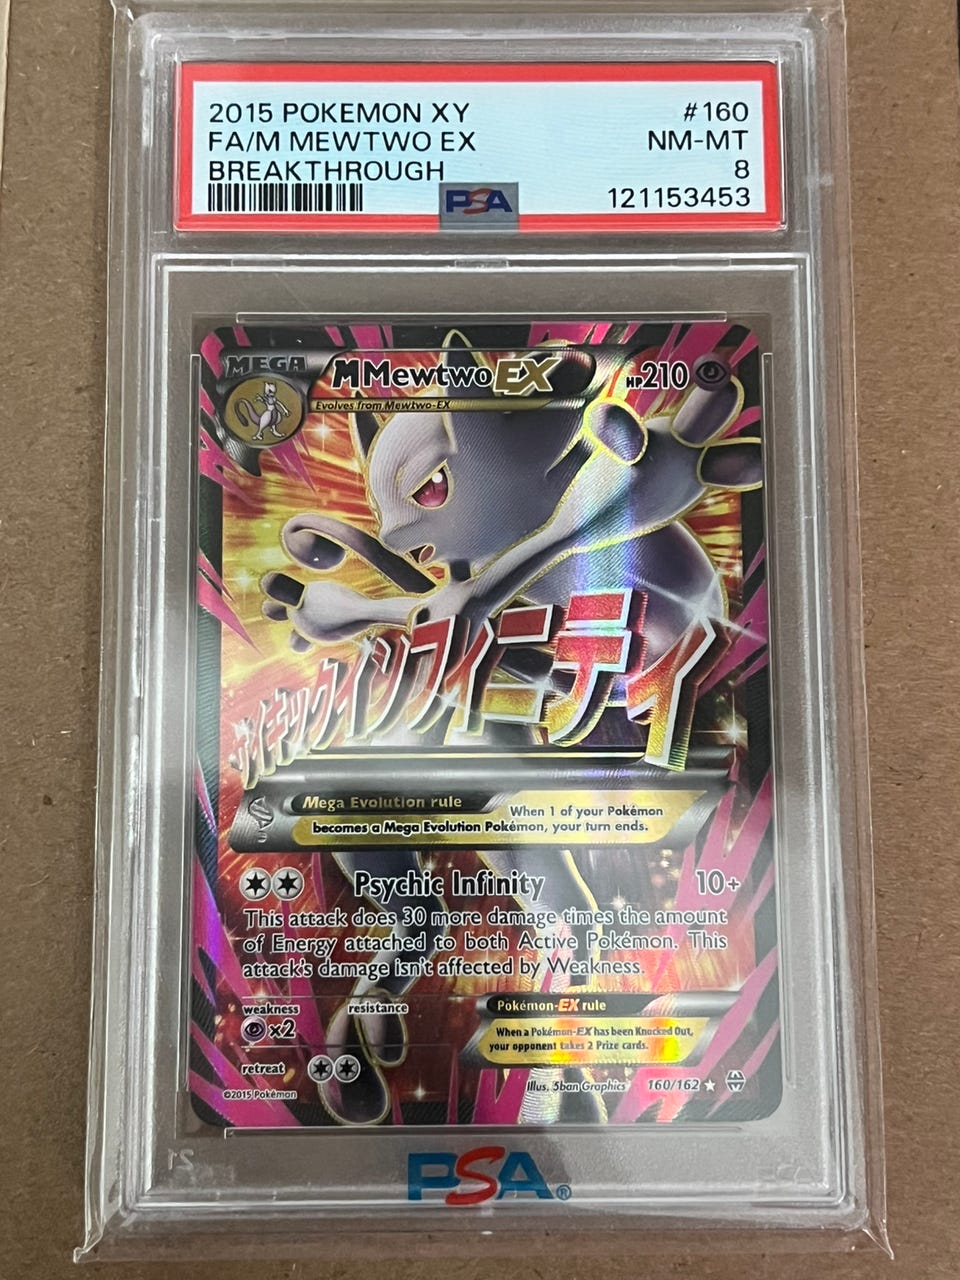 2015 POKEMON XY #160
FA/M MEWTWO EX NM-MT
BREAKTHROUGH 8
PSA 121153453
MEGA
M Mewtwo EX HP210
Evolves from Mewtwo-EX
サイキックインフィニティ
Mega Evolution rule
When 1 of your Pokémon
becomes a Mega Evolution Pokémon, your turn ends.
Psychic Infinity 10+
This attack does 30 more damage times the amount
of Energy attached to both Active Pokémon. This
attack's damage isn't affected by Weakness.
weakness resistance
×2
Pokémon-EX rule
When a Pokémon-EX has been Knocked Out,
your opponent takes 2 Prize cards.
retreat
Illus. 5ban Graphics 160/162
©2015 Pokémon
PSA®